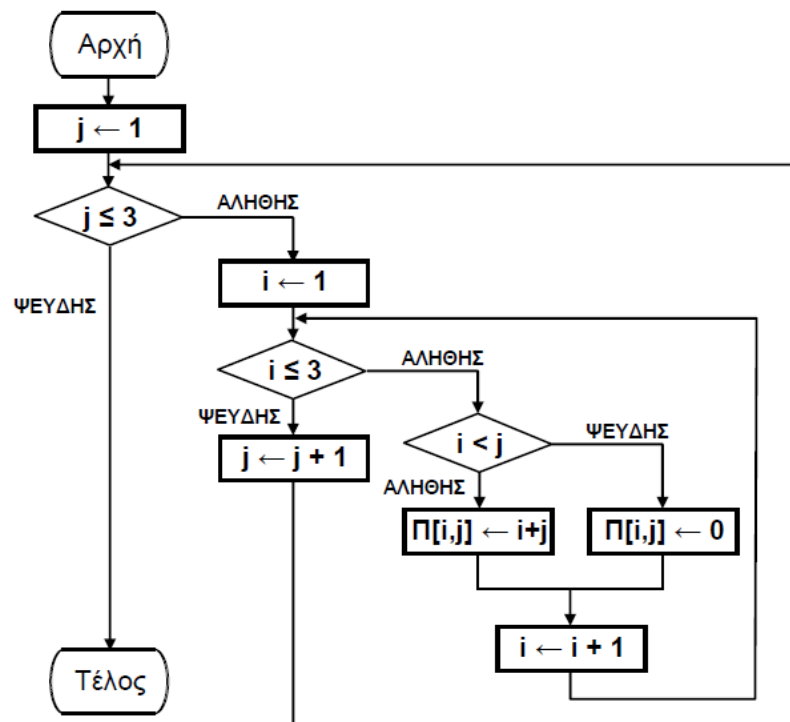 Αρχή
j ← 1
j ≤ 3
ΑΛΗΘΗΣ
ΨΕΥΔΗΣ
i ← 1
i ≤ 3
ΑΛΗΘΗΣ
ΨΕΥΔΗΣ
j ← j + 1
i < j
ΨΕΥΔΗΣ
ΑΛΗΘΗΣ
Π[i,j] ← i+j
Π[i,j] ← 0
i ← i + 1
Τέλος